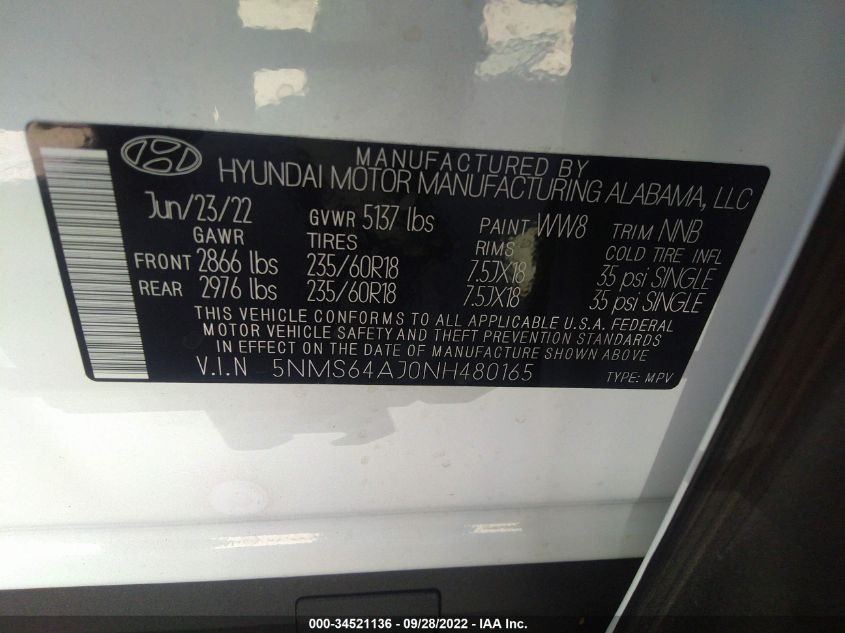 MANUFACTURED BY
HYUNDAI MOTOR MANUFACTURING ALABAMA, LLC
Jun/23/22 GVWR 5137 lbs PAINT WW8 TRIM NNB
GAWR TIRES RIMS COLD TIRE INFL
FRONT 2866 lbs 235/60R18 7.5JX18 35 psi SINGLE
REAR 2976 lbs 235/60R18 7.5JX18 35 psi SINGLE
THIS VEHICLE CONFORMS TO ALL APPLICABLE U.S.A. FEDERAL
MOTOR VEHICLE SAFETY AND THEFT PREVENTION STANDARDS
IN EFFECT ON THE DATE OF MANUFACTURE SHOWN ABOVE
V.I.N 5NMS64AJ0NH480165 TYPE: MPV
000-34521136 - 09/28/2022 - IAA Inc.